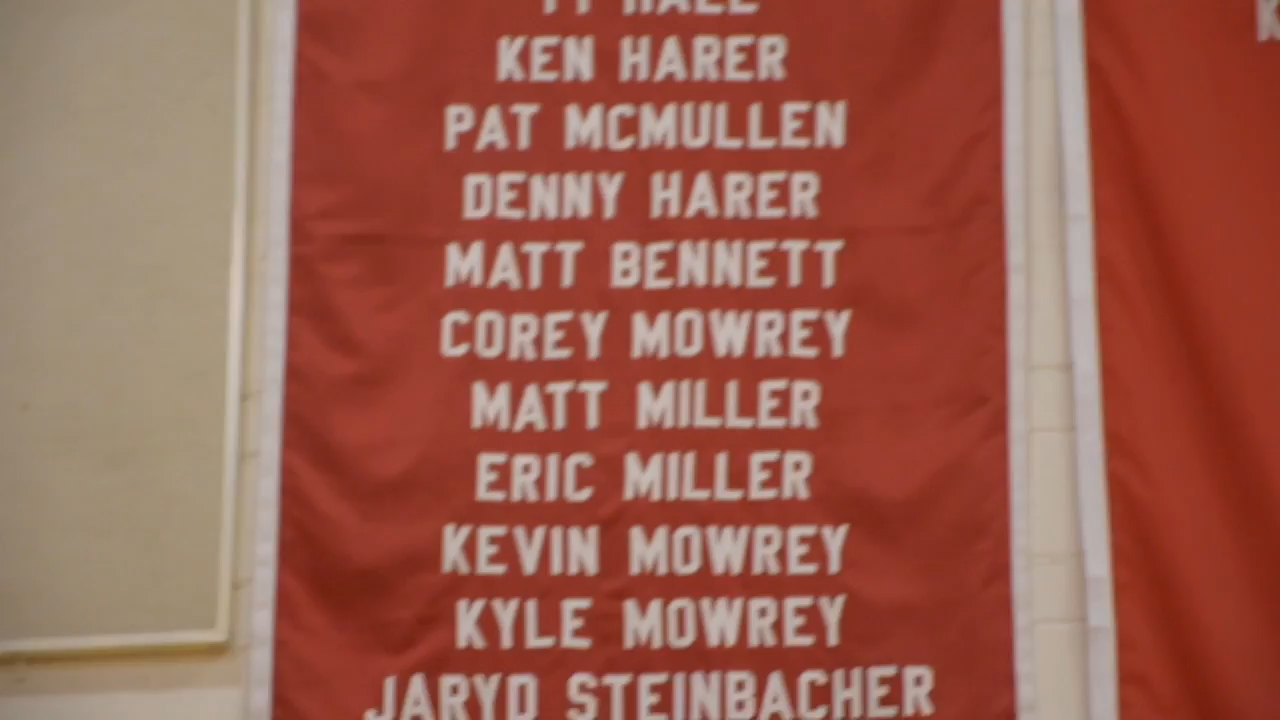 KEN HARER
PAT MCMULLEN
DENNY HARER
MATT BENNETT
COREY MOWREY
MATT MILLER
ERIC MILLER
KEVIN MOWREY
KYLE MOWREY
JARYD STEINBACHER